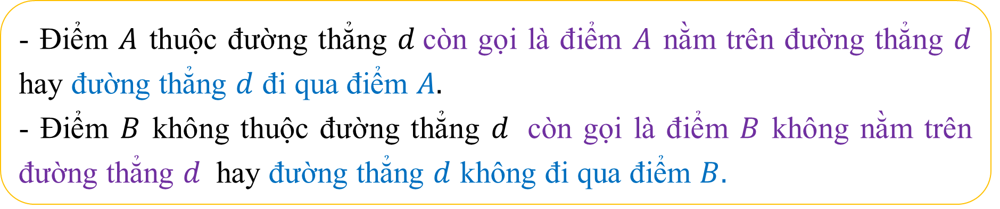 - Điểm A thuộc đường thẳng d còn gọi là điểm A nằm trên đường thẳng d
hay đường thẳng d đi qua điểm A.
- Điểm B không thuộc đường thẳng d còn gọi là điểm B không nằm trên
đường thẳng d hay đường thẳng d không đi qua điểm B.